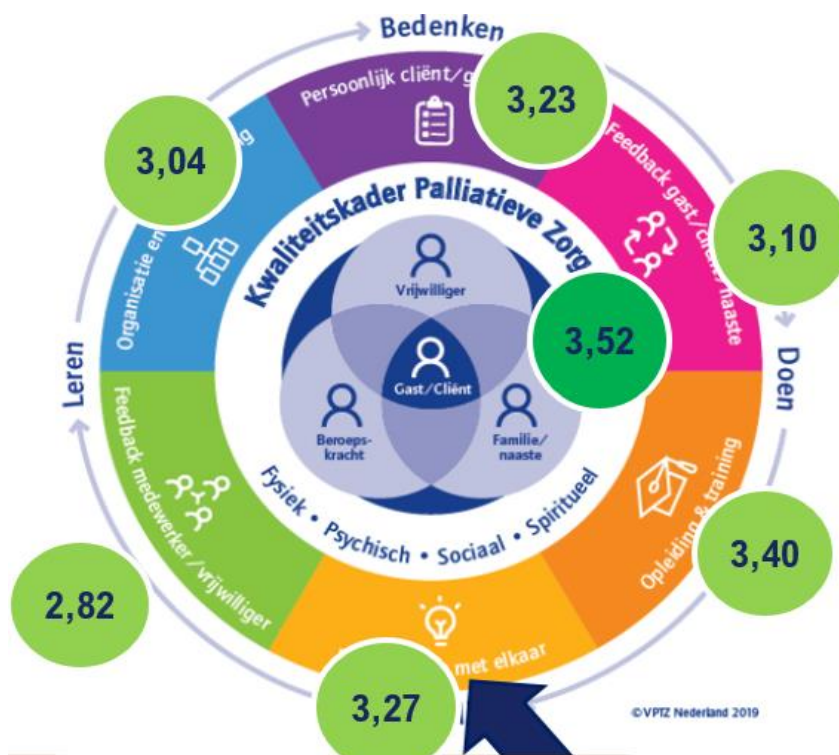 Bedenken
Persoonlijk cliënt/
3,23
3,04
Organisatie en
Feedback gast/cliënt/naaste
3,10
Kwaliteitskader Palliatieve Zorg
Vrijwilliger
3,52
Gast/Cliënt
Leren
Doen
Beroeps-
kracht
Familie/
naaste
Feedback medewerker/vrijwilliger
Fysiek • Psychisch • Sociaal • Spiritueel
Opleiding & training
3,40
2,82
met elkaar
3,27
©VPTZ Nederland 2019